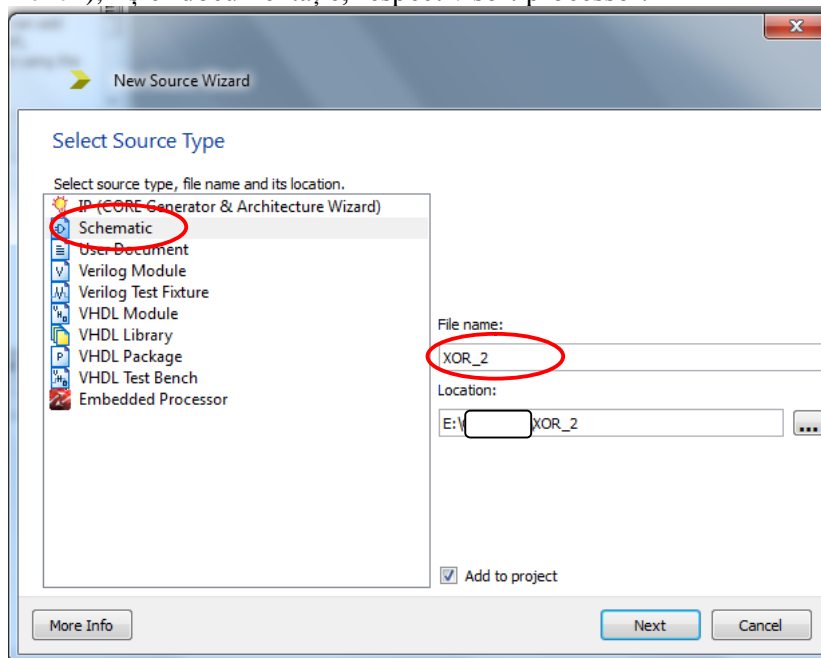 New Source Wizard
Select Source Type
Select source type, file name and its location.
IP (CORE Generator & Architecture Wizard)
Schematic
User Document
Verilog Module
Verilog Test Fixture
VHDL Module
VHDL Library
VHDL Package
VHDL Test Bench
Embedded Processor
File name:
XOR_2
Location:
E:\ XOR_2
...
Add to project
More Info
Next
Cancel